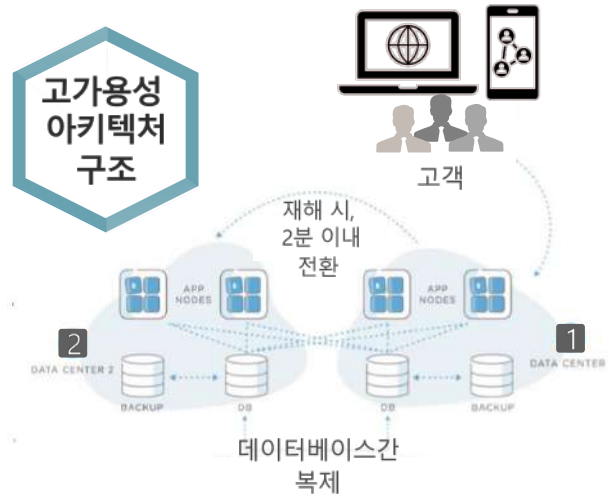 고가용성
아키텍처
구조
고객
재해 시,
2분 이내
전환
APP
NODES
APP
NODES
2
DATA CENTER 2
1
DATA CENTER
BACKUP
DB
DB
BACKUP
데이터베이스간
복제